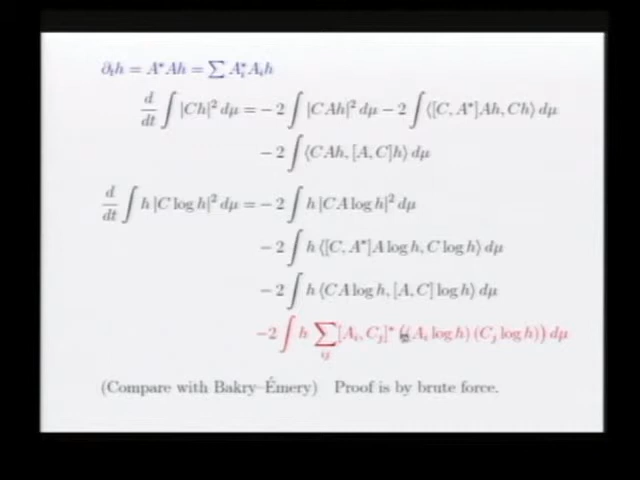 ∂ₜh = A*Ah = ∑ Aᵢ*Aᵢh
d/dt ∫ |Ch|² dμ = −2 ∫ |CAh|² dμ − 2 ∫ ⟨[C, A*]Ah, Ch⟩ dμ
−2 ∫ ⟨CAh, [A, C]h⟩ dμ
d/dt ∫ h |C log h|² dμ = −2 ∫ h |CA log h|² dμ
−2 ∫ h ⟨[C, A*]A log h, C log h⟩ dμ
−2 ∫ h ⟨CA log h, [A, C] log h⟩ dμ
−2 ∫ h ∑ᵢⱼ [Aᵢ, Cⱼ]* ((Aᵢ log h) (Cⱼ log h)) dμ
(Compare with Bakry–Émery) Proof is by brute force.